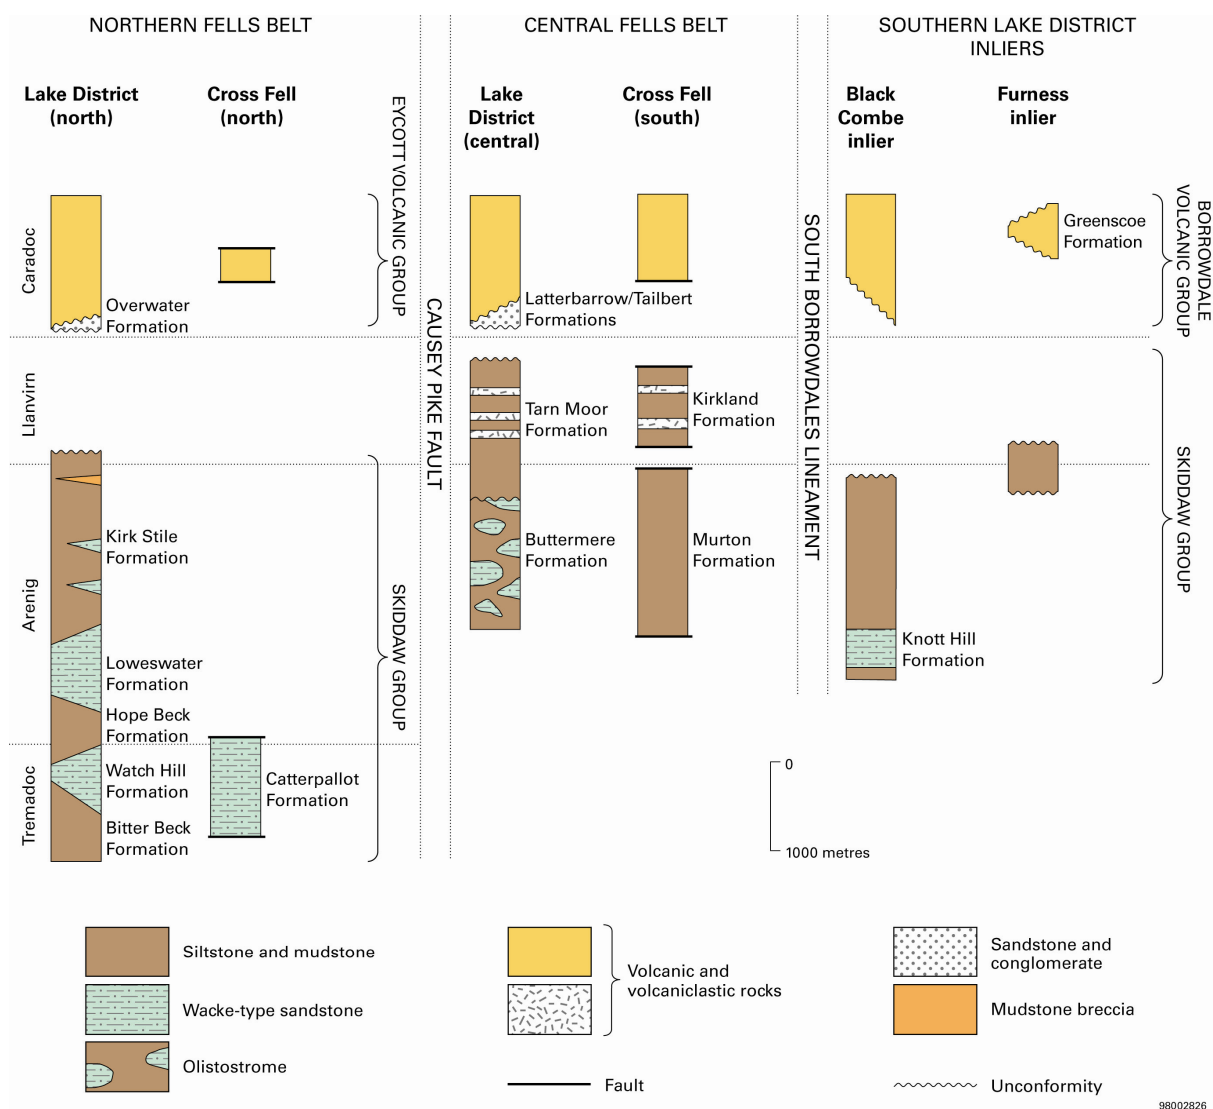 NORTHERN FELLS BELT
CENTRAL FELLS BELT
SOUTHERN LAKE DISTRICT
INLIERS
Lake District
(north)
Cross Fell
(north)
Lake
District
(central)
Cross Fell
(south)
Black
Combe
inlier
Furness
inlier
EYCOTT VOLCANIC GROUP
CAUSEY PIKE FAULT
SOUTH BORROWDALES LINEAMENT
BORROWDALE
VOLCANIC GROUP
Caradoc
Overwater
Formation
Latterbarrow/Tailbert
Formations
Greenscoe
Formation
Llanvirn
Tarn Moor
Formation
Kirkland
Formation
SKIDDAW GROUP
Arenig
Kirk Stile
Formation
Buttermere
Formation
Murton
Formation
SKIDDAW GROUP
Loweswater
Formation
Knott Hill
Formation
Hope Beck
Formation
Tremadoc
Watch Hill
Formation
Catterpallot
Formation
Bitter Beck
Formation
0
1000 metres
Siltstone and mudstone
Wacke-type sandstone
Olistostrome
Volcanic and
volcaniclastic rocks
Fault
Sandstone and
conglomerate
Mudstone breccia
Unconformity
98002826